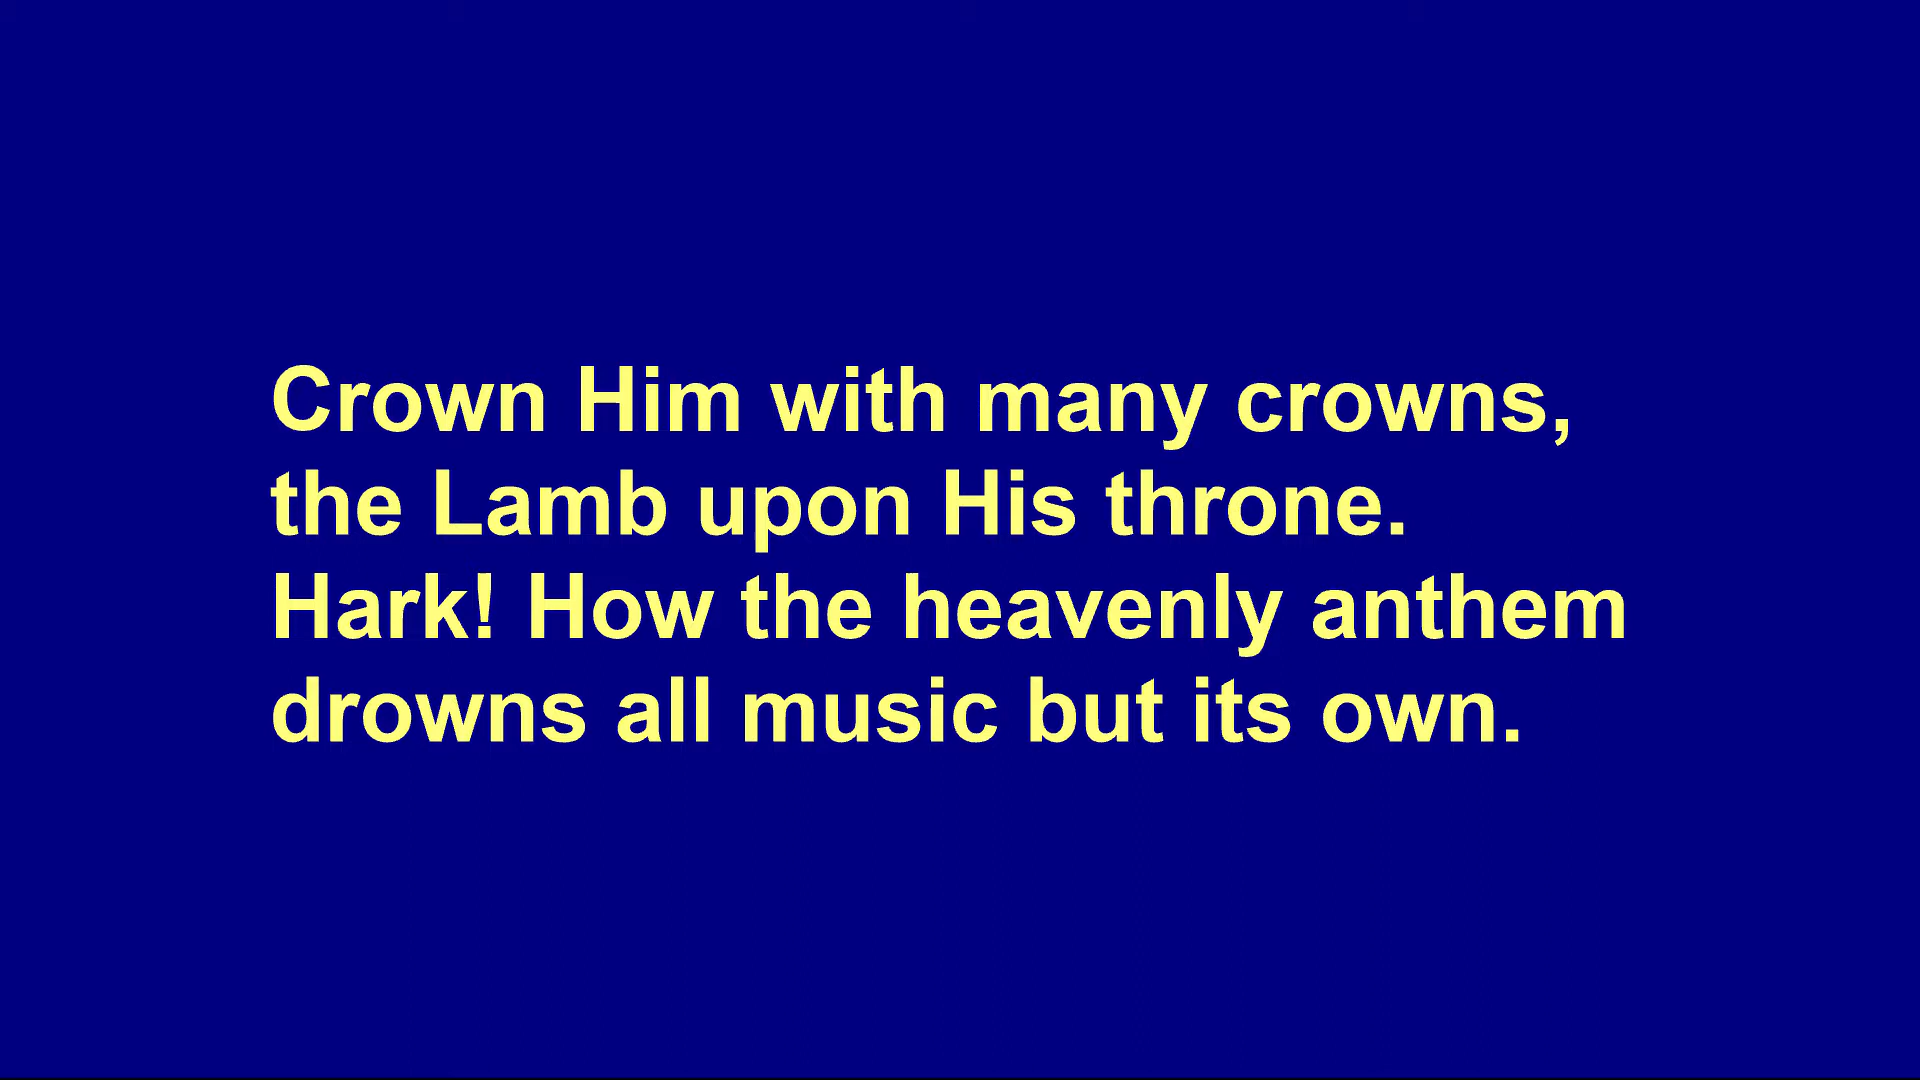 Crown Him with many crowns,
the Lamb upon His throne.
Hark! How the heavenly anthem
drowns all music but its own.